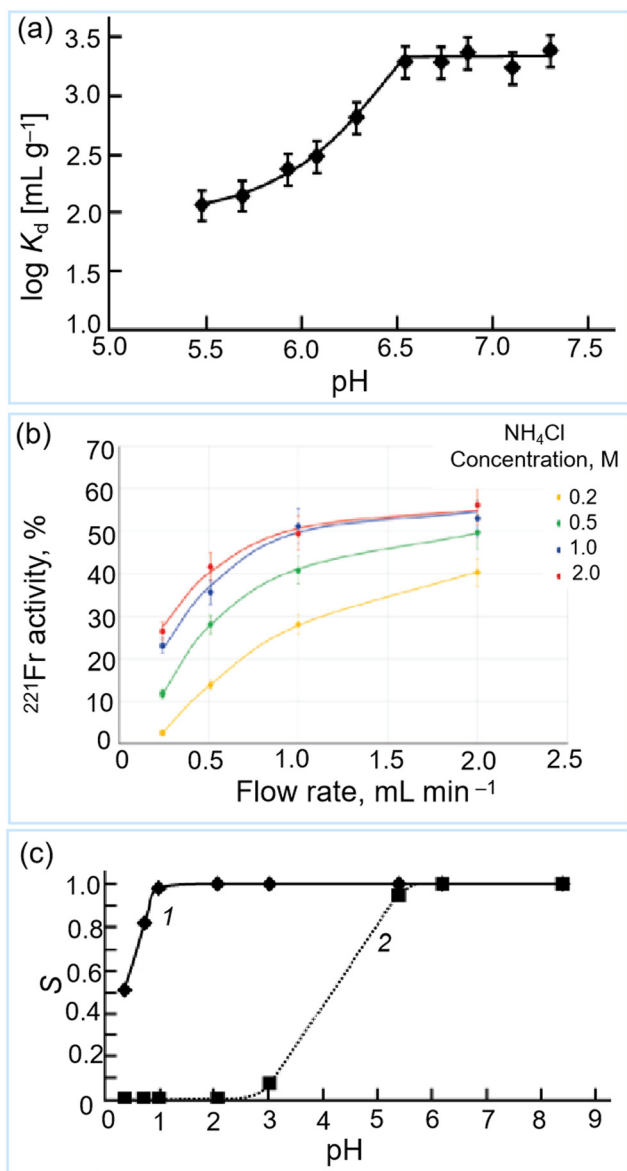 (a)
3.5
3.0
2.5
2.0
1.5
1.0
log Kd [mL g–1]
5.0 5.5 6.0 6.5 7.0 7.5
pH
(b)
NH4Cl
Concentration, M
0.2
0.5
1.0
2.0
70
60
50
40
30
20
10
0
221Fr activity, %
0 0.5 1.0 1.5 2.0 2.5
Flow rate, mL min –1
(c)
1.0
0.8
0.6
0.4
0.2
0
S
1
2
0 1 2 3 4 5 6 7 8 9
pH